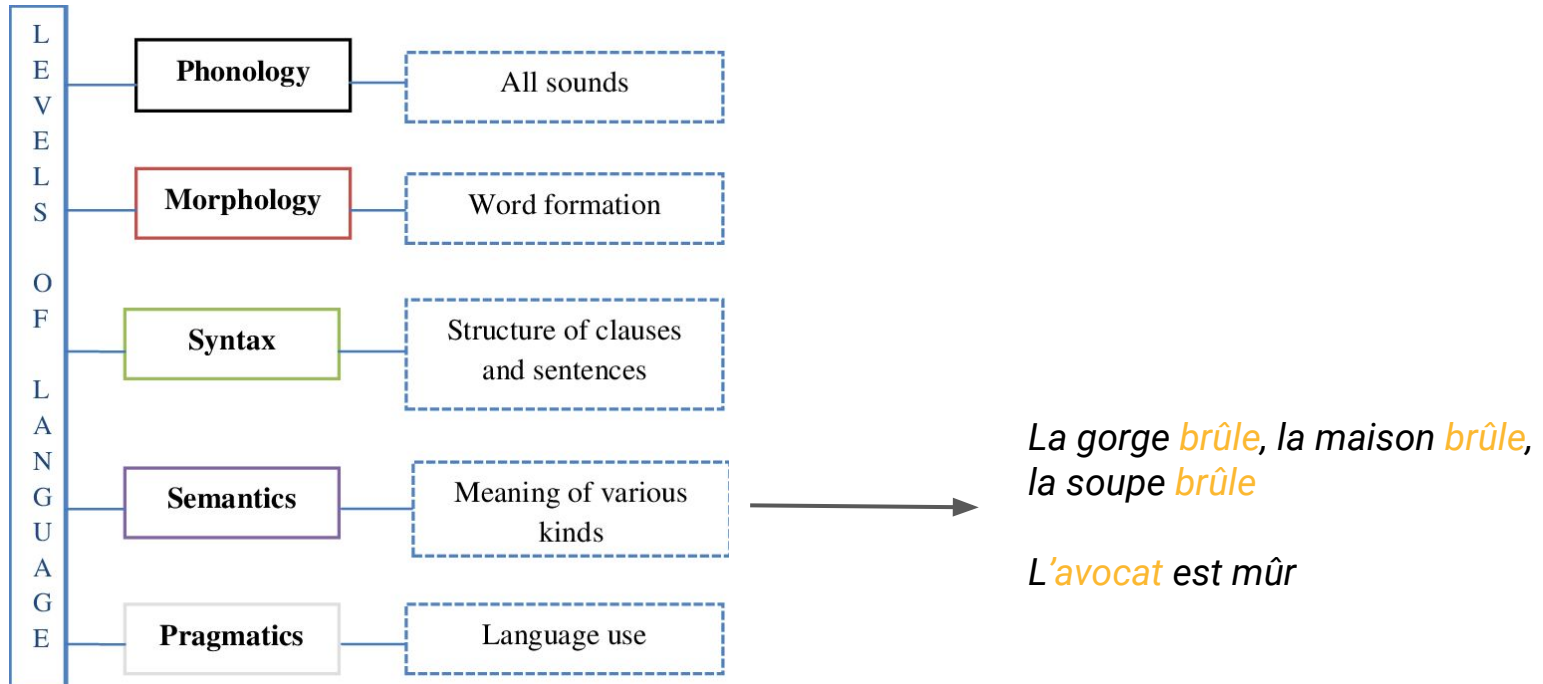 LEVELS OF LANGUAGE
Phonology
All sounds
Morphology
Word formation
Syntax
Structure of clauses
and sentences
Semantics
Meaning of various
kinds
La gorge brûle, la maison brûle,
la soupe brûle
L’avocat est mûr
Pragmatics
Language use